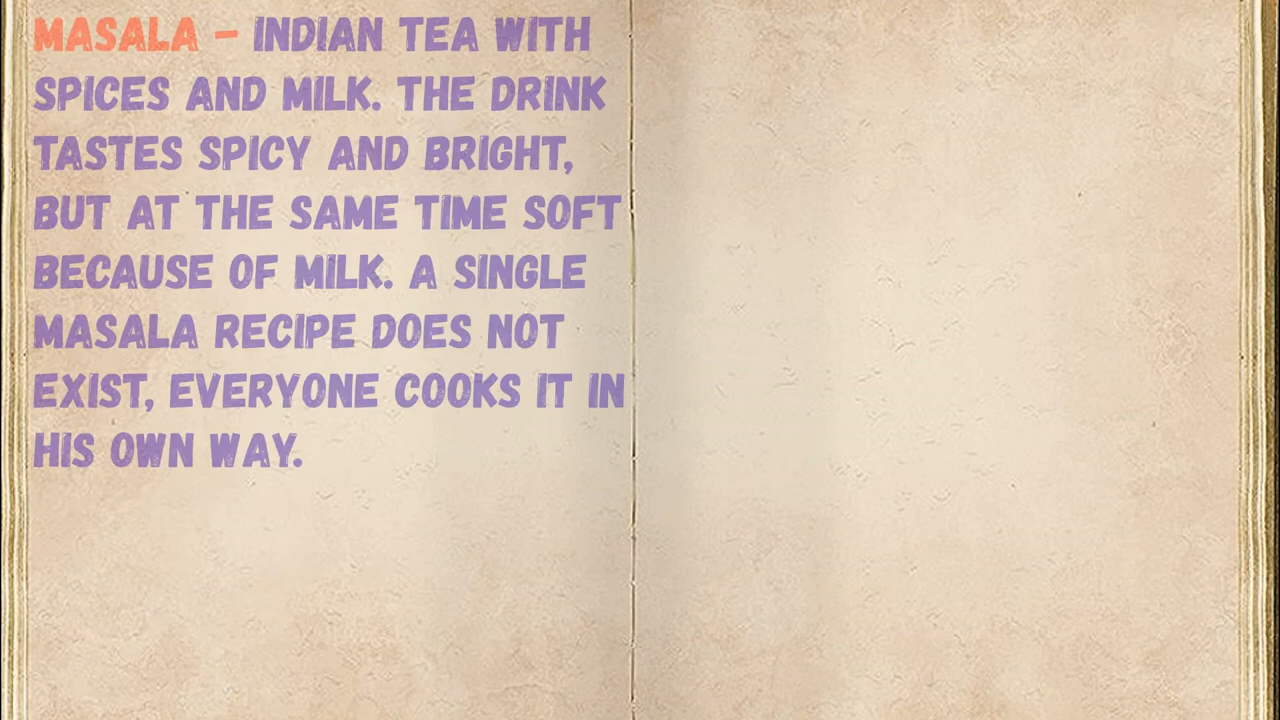 MASALA – INDIAN TEA WITH
SPICES AND MILK. THE DRINK
TASTES SPICY AND BRIGHT,
BUT AT THE SAME TIME SOFT
BECAUSE OF MILK. A SINGLE
MASALA RECIPE DOES NOT
EXIST, EVERYONE COOKS IT IN
HIS OWN WAY.